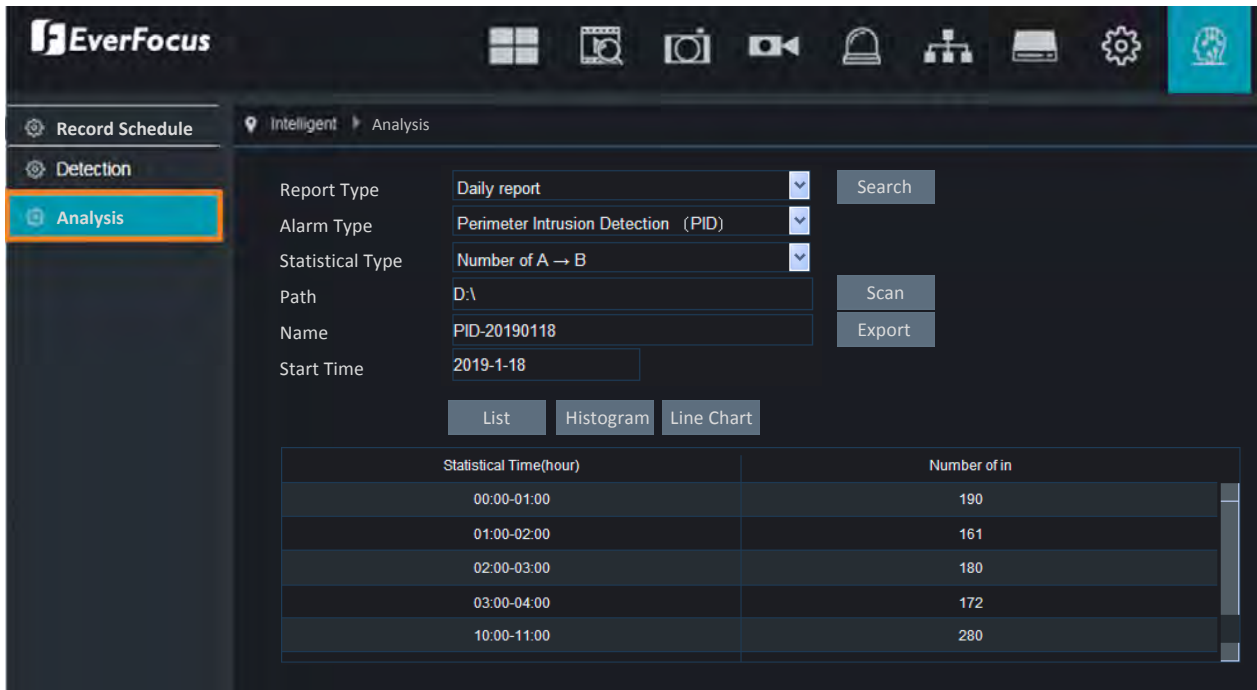 EverFocus
Record Schedule
Detection
Analysis
Intelligent Analysis
Report Type Daily report Search
Alarm Type Perimeter Intrusion Detection （PID）
Statistical Type Number of A → B
Path D:\ Scan
Name PID-20190118 Export
Start Time 2019-1-18
List Histogram Line Chart
Statistical Time(hour) Number of in
00:00-01:00 190
01:00-02:00 161
02:00-03:00 180
03:00-04:00 172
10:00-11:00 280